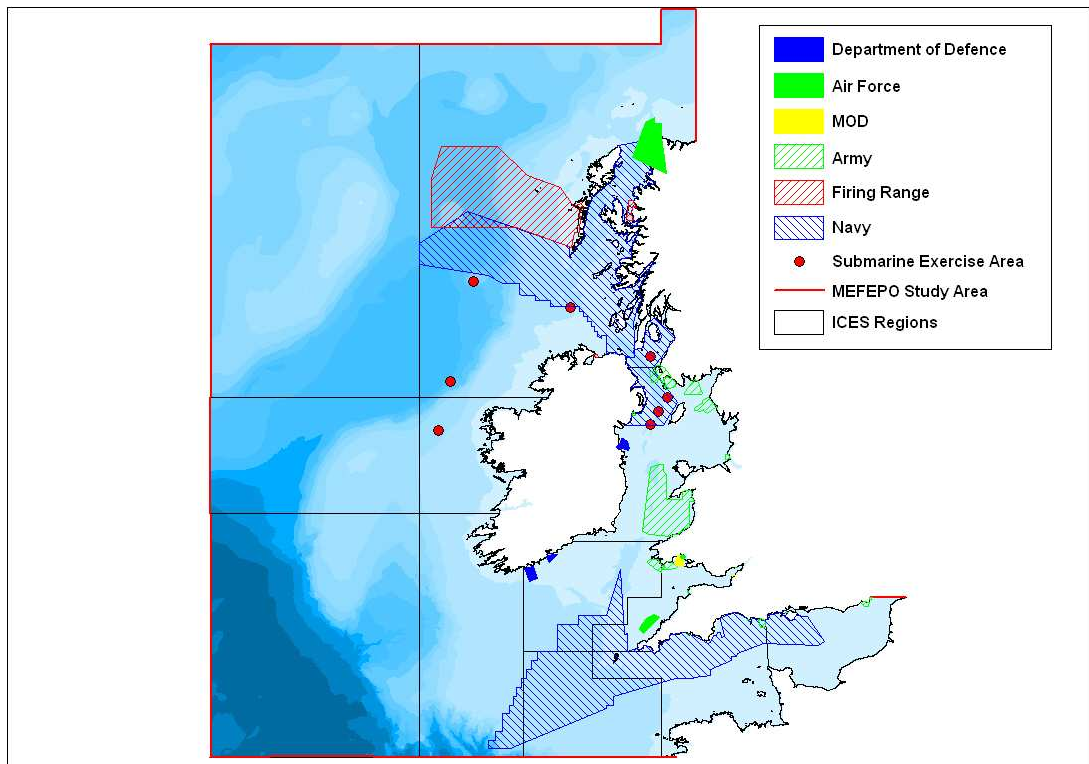 Department of Defence
Air Force
MOD
Army
Firing Range
Navy
Submarine Exercise Area
MEFEPO Study Area
ICES Regions